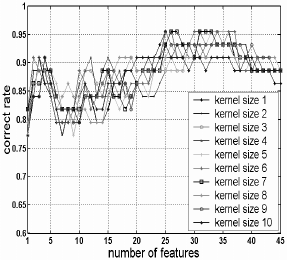 1
0.95
0.9
0.85
0.8
0.75
0.7
0.65
0.6
correct rate
kernel size 1
kernel size 2
kernel size 3
kernel size 4
kernel size 5
kernel size 6
kernel size 7
kernel size 8
kernel size 9
kernel size 10
1 5 10 15 20 25 30 35 40 45
number of features